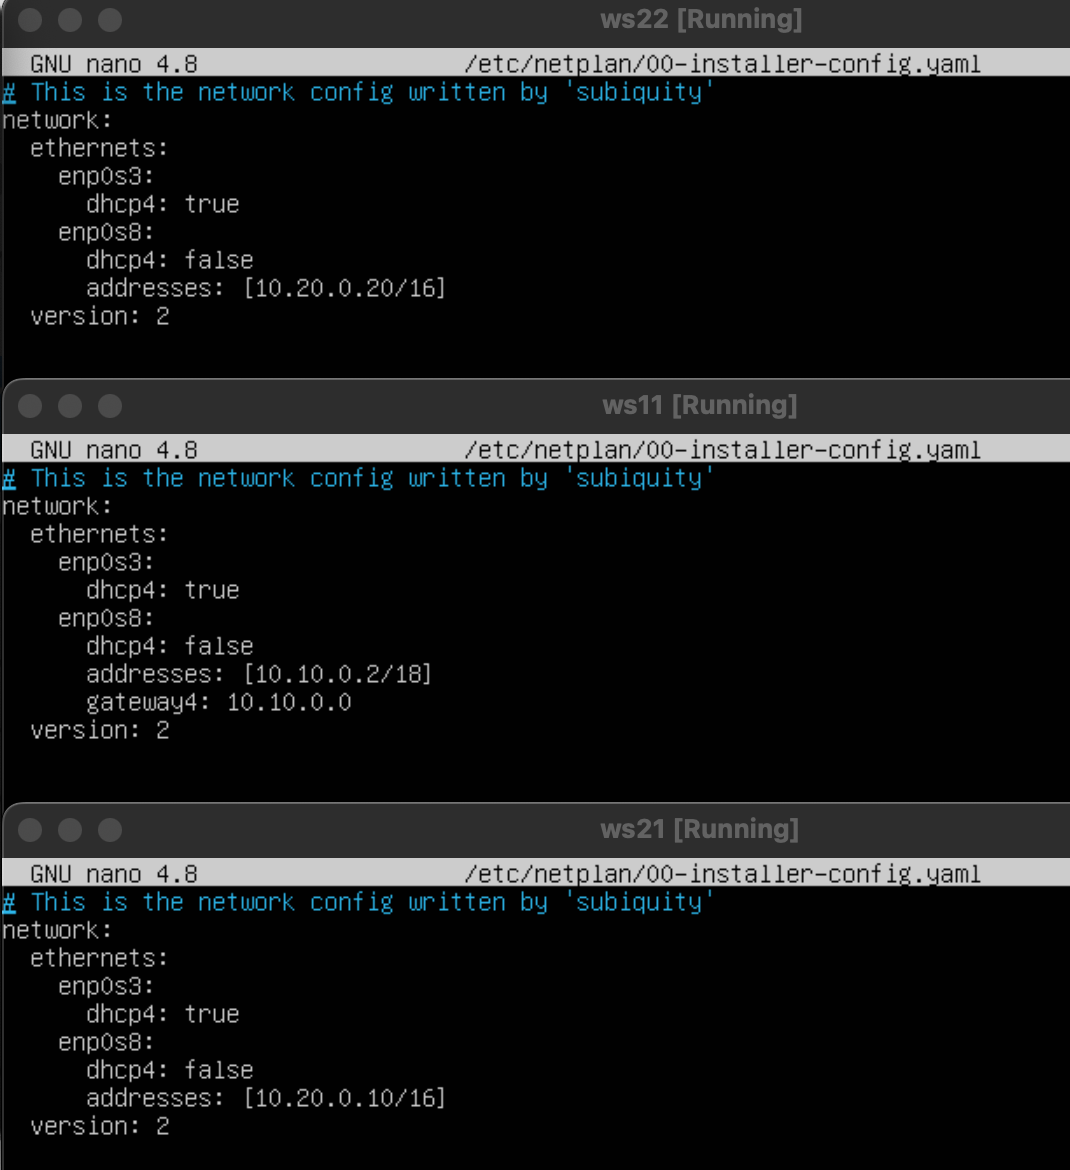 ws22 [Running]
GNU nano 4.8 /etc/netplan/00-installer-config.yaml
# This is the network config written by 'subiquity'
network:
  ethernets:
    enp0s3:
      dhcp4: true
    enp0s8:
      dhcp4: false
      addresses: [10.20.0.20/16]
  version: 2
ws11 [Running]
GNU nano 4.8 /etc/netplan/00-installer-config.yaml
# This is the network config written by 'subiquity'
network:
  ethernets:
    enp0s3:
      dhcp4: true
    enp0s8:
      dhcp4: false
      addresses: [10.10.0.2/18]
      gateway4: 10.10.0.0
  version: 2
ws21 [Running]
GNU nano 4.8 /etc/netplan/00-installer-config.yaml
# This is the network config written by 'subiquity'
network:
  ethernets:
    enp0s3:
      dhcp4: true
    enp0s8:
      dhcp4: false
      addresses: [10.20.0.10/16]
  version: 2